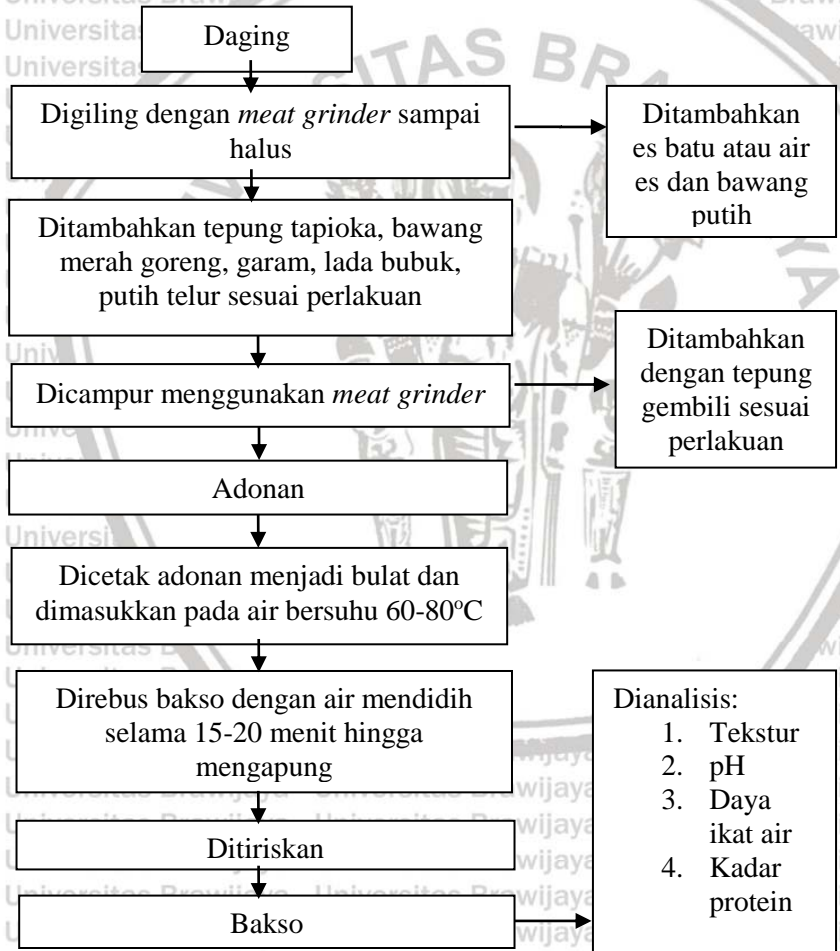 Daging
Digiling dengan meat grinder sampai
halus
Ditambahkan
es batu atau air
es dan bawang
putih
Ditambahkan tepung tapioka, bawang
merah goreng, garam, lada bubuk,
putih telur sesuai perlakuan
Dicampur menggunakan meat grinder
Ditambahkan
dengan tepung
gembili sesuai
perlakuan
Adonan
Dicetak adonan menjadi bulat dan
dimasukkan pada air bersuhu 60-80°C
Direbus bakso dengan air mendidih
selama 15-20 menit hingga
mengapung
Ditiriskan
Bakso
Dianalisis:
1. Tekstur
2. pH
3. Daya
ikat air
4. Kadar
protein